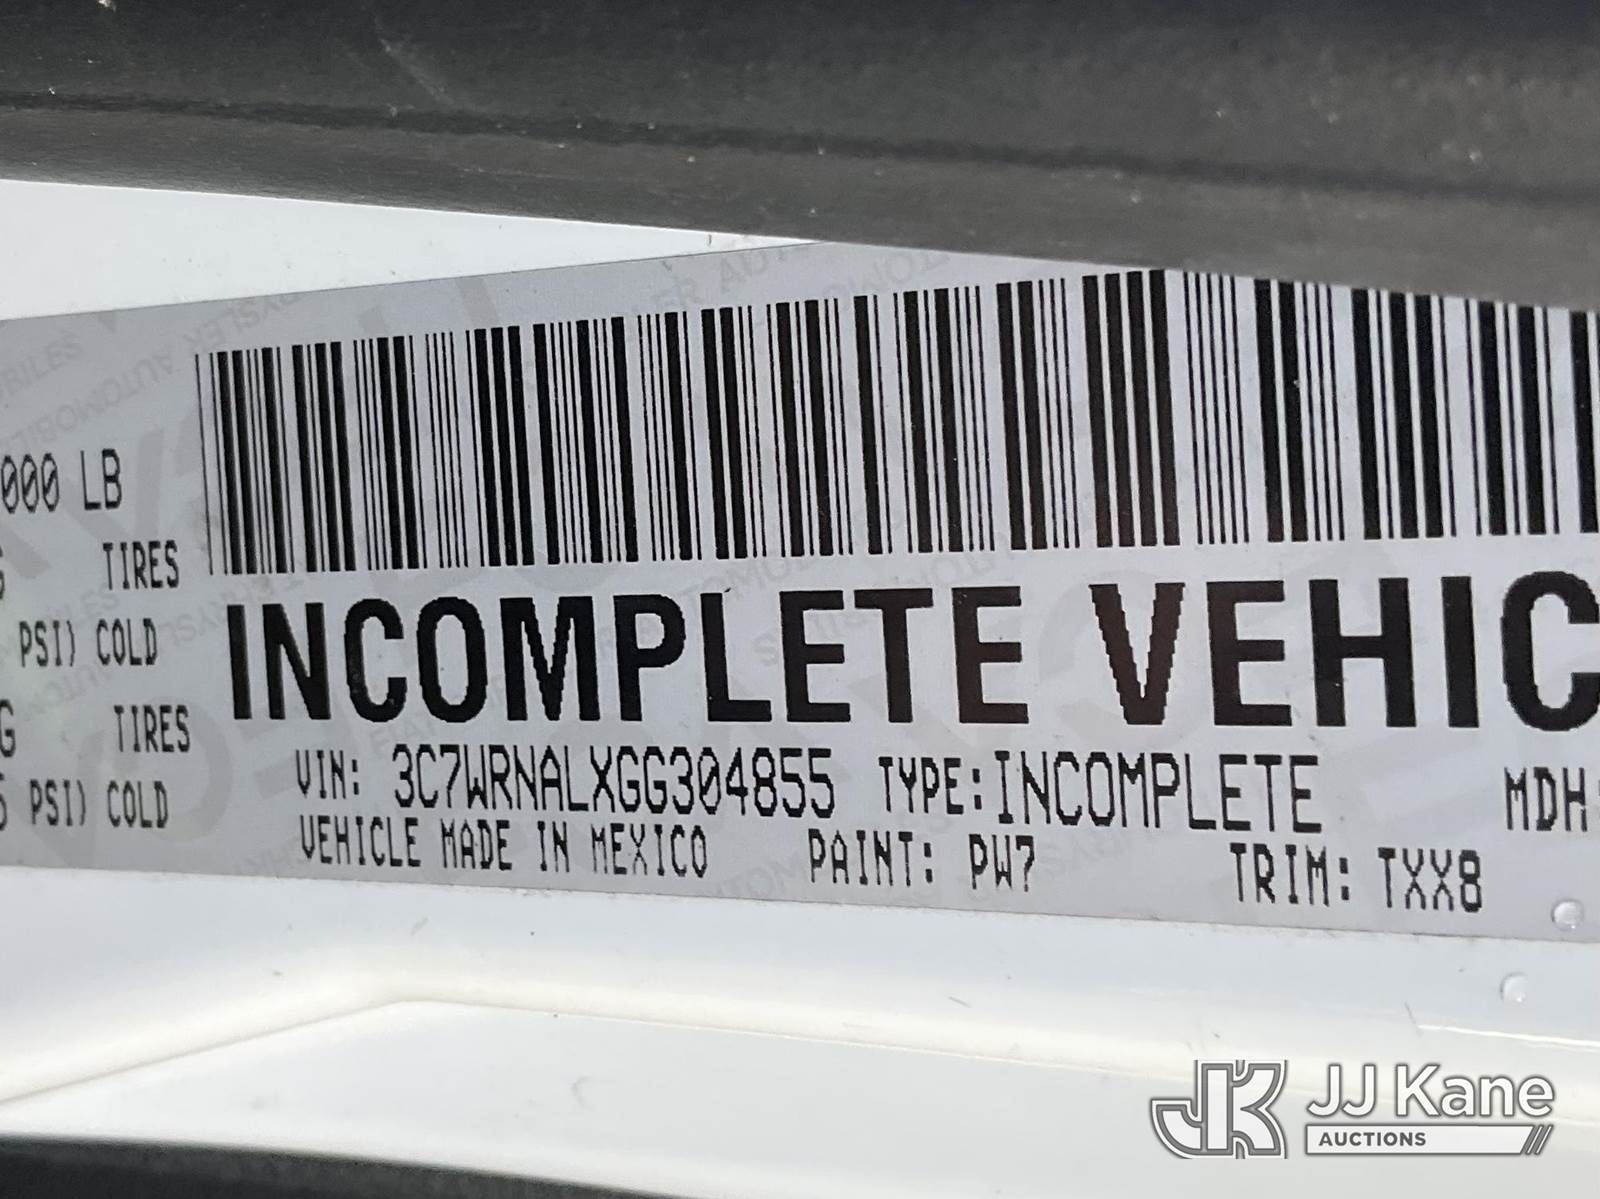 000 LB
TIRES
PSI) COLD
G TIRES
PSI) COLD
INCOMPLETE VEHIC
VIN: 3C7WRNALXGG304855 TYPE: INCOMPLETE MDH:
VEHICLE MADE IN MEXICO PAINT: PW7 TRIM: TXX8
JJ Kane
AUCTIONS